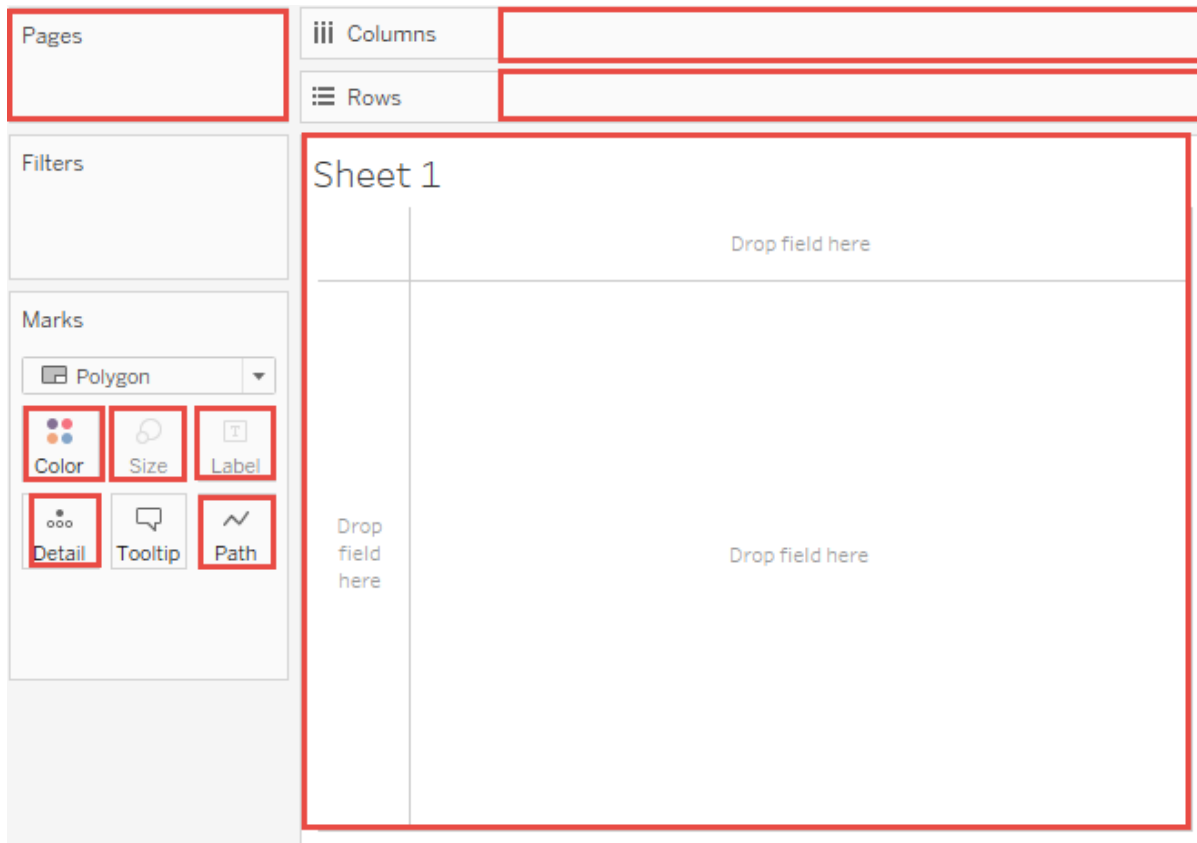 Pages
Columns
Rows
Filters
Sheet 1
Drop field here
Marks
Polygon
Color Size T Label
Detail Tooltip Path
Drop
field
here
Drop field here